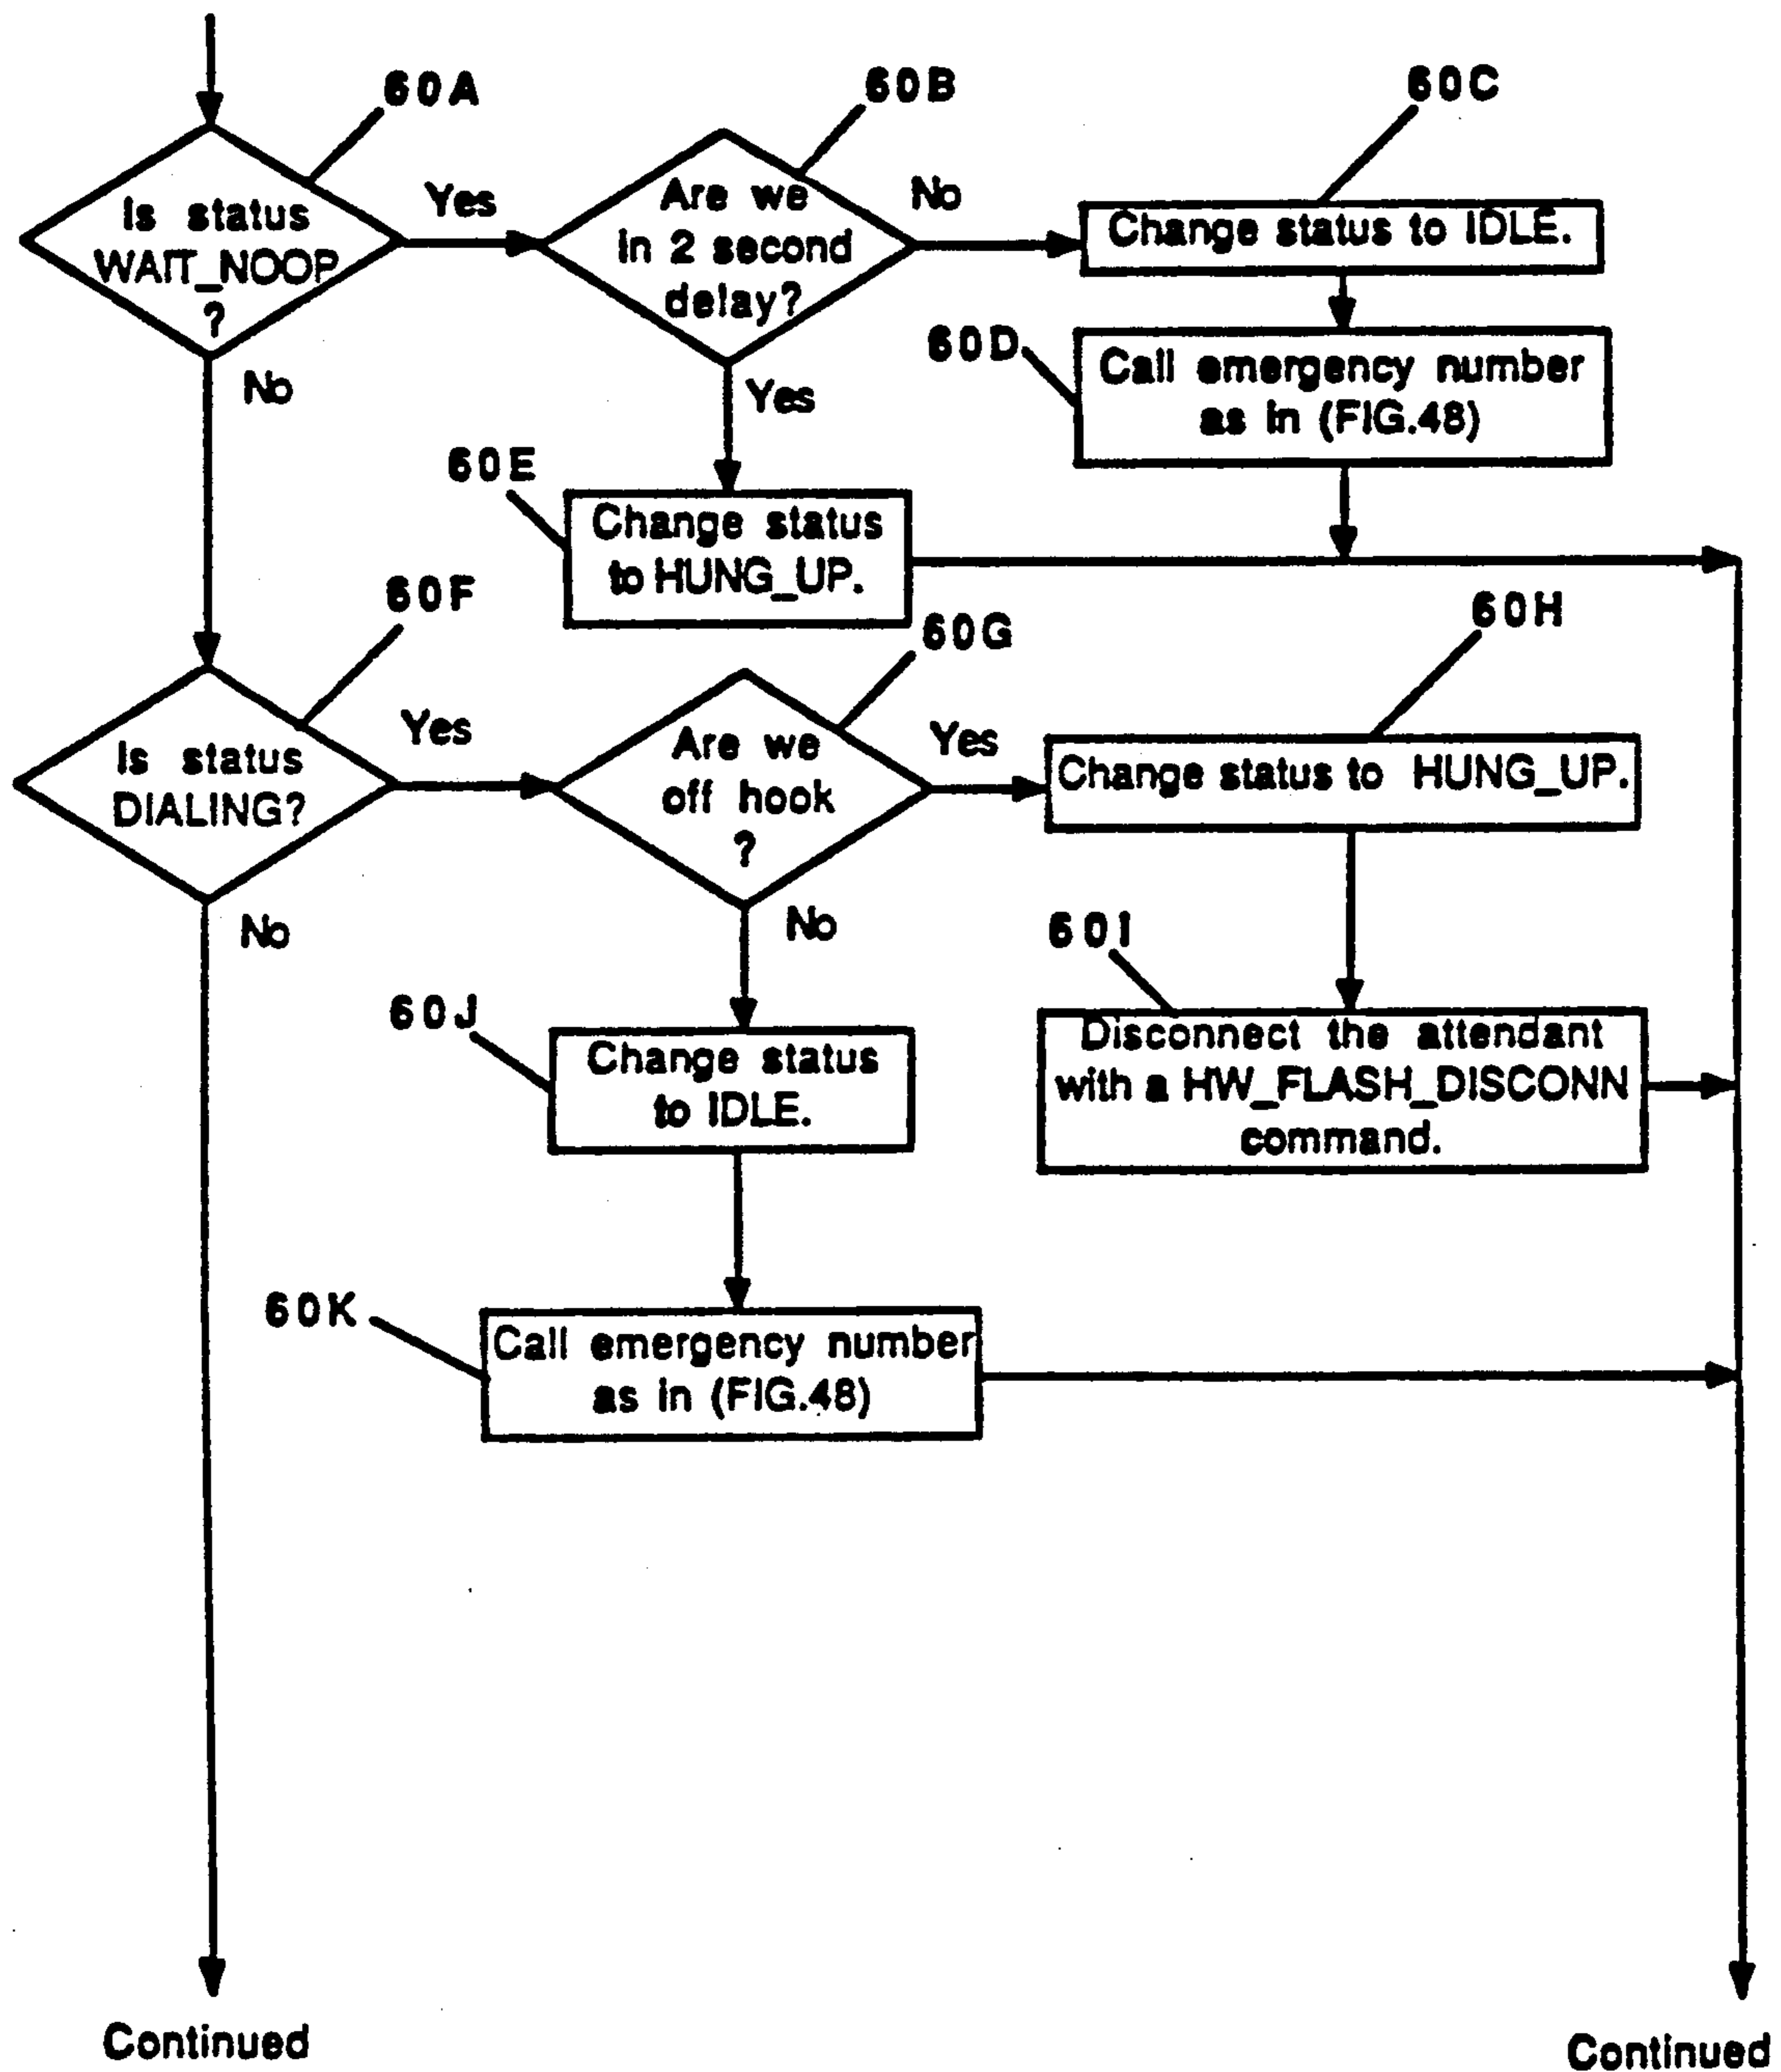 60A
60B
60C
Is status
WAIT_NOOP
?
Yes
Are we
in 2 second
delay?
No
Change status to IDLE.
No
Yes
60D
Call emergency number
as in (FIG.48)
60E
Change status
to HUNG_UP.
60F
60G
60H
Is status
DIALING?
Yes
Are we
off hook
?
Yes
Change status to HUNG_UP.
No
No
60I
Disconnect the attendant
with a HW_FLASH_DISCONN
command.
60J
Change status
to IDLE.
60K
Call emergency number
as in (FIG.48)
Continued
Continued